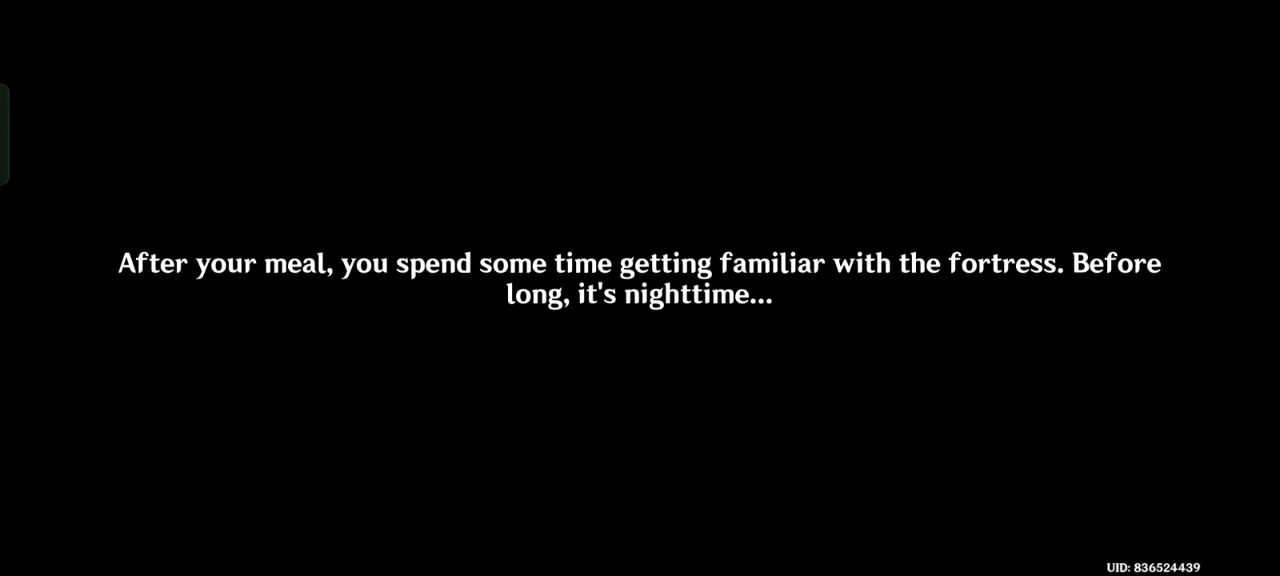 After your meal, you spend some time getting familiar with the fortress. Before
long, it's nighttime...
UID: 836524439